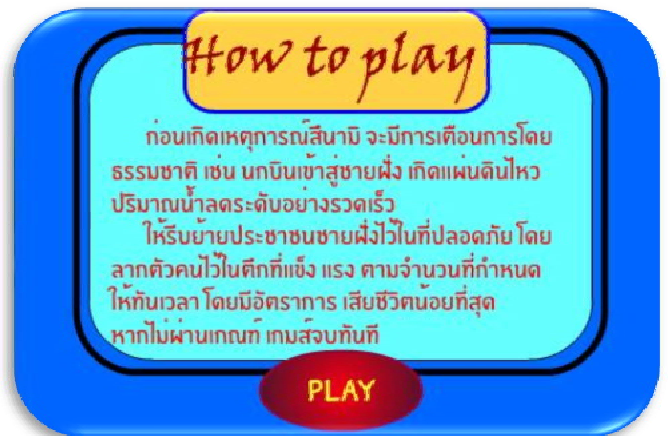 How to play
ก่อนเกิดเหตุการณ์สึนามิ จะมีการเตือนการโดย
ธรรมชาติ เช่น นกบินเข้าสู่ชายฝั่ง เกิดแผ่นดินไหว
ปริมาณน้ำลดระดับอย่างรวดเร็ว
ให้รีบย้ายประชาชนชายฝั่งไว้ในที่ปลอดภัย โดย
ลากตัวคนไว้ในตึกที่แข็ง แรง ตามจำนวนที่กำหนด
ให้ทันเวลา โดยมีอัตราการ เสียชีวิตน้อยที่สุด
หากไม่ผ่านเกณฑ์ เกมส์จบทันที
PLAY